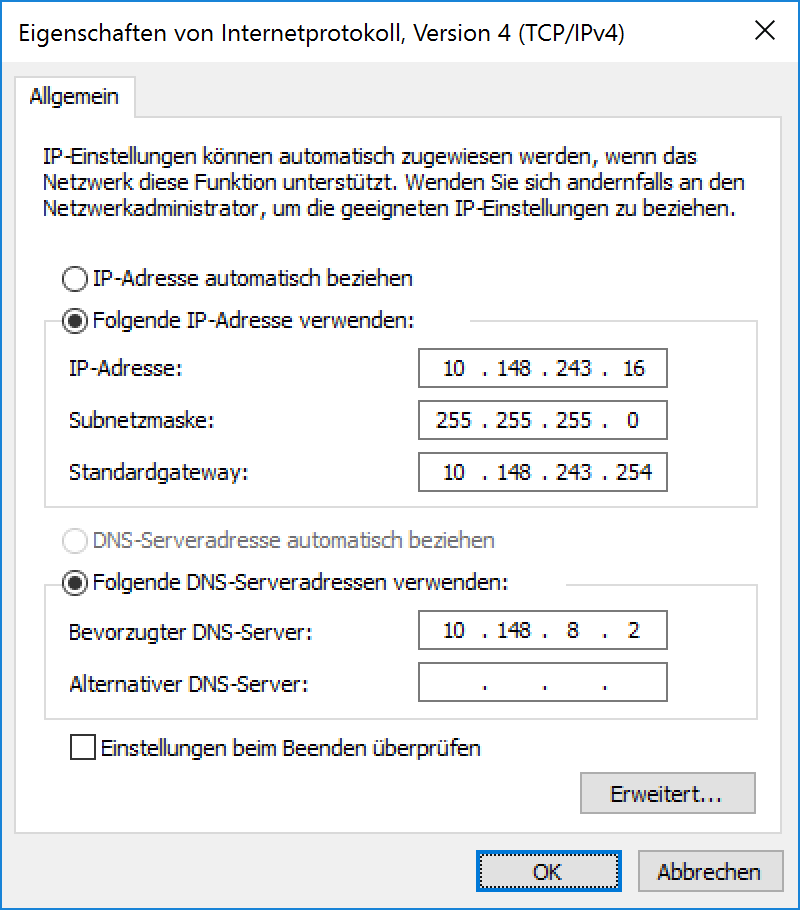 Eigenschaften von Internetprotokoll, Version 4 (TCP/IPv4)
Allgemein
IP-Einstellungen können automatisch zugewiesen werden, wenn das
Netzwerk diese Funktion unterstützt. Wenden Sie sich andernfalls an den
Netzwerkadministrator, um die geeigneten IP-Einstellungen zu beziehen.
IP-Adresse automatisch beziehen
Folgende IP-Adresse verwenden:
IP-Adresse: 10 . 148 . 243 . 16
Subnetzmaske: 255 . 255 . 255 . 0
Standardgateway: 10 . 148 . 243 . 254
DNS-Serveradresse automatisch beziehen
Folgende DNS-Serveradressen verwenden:
Bevorzugter DNS-Server: 10 . 148 . 8 . 2
Alternativer DNS-Server: . . .
Einstellungen beim Beenden überprüfen
Erweitert...
OK Abbrechen